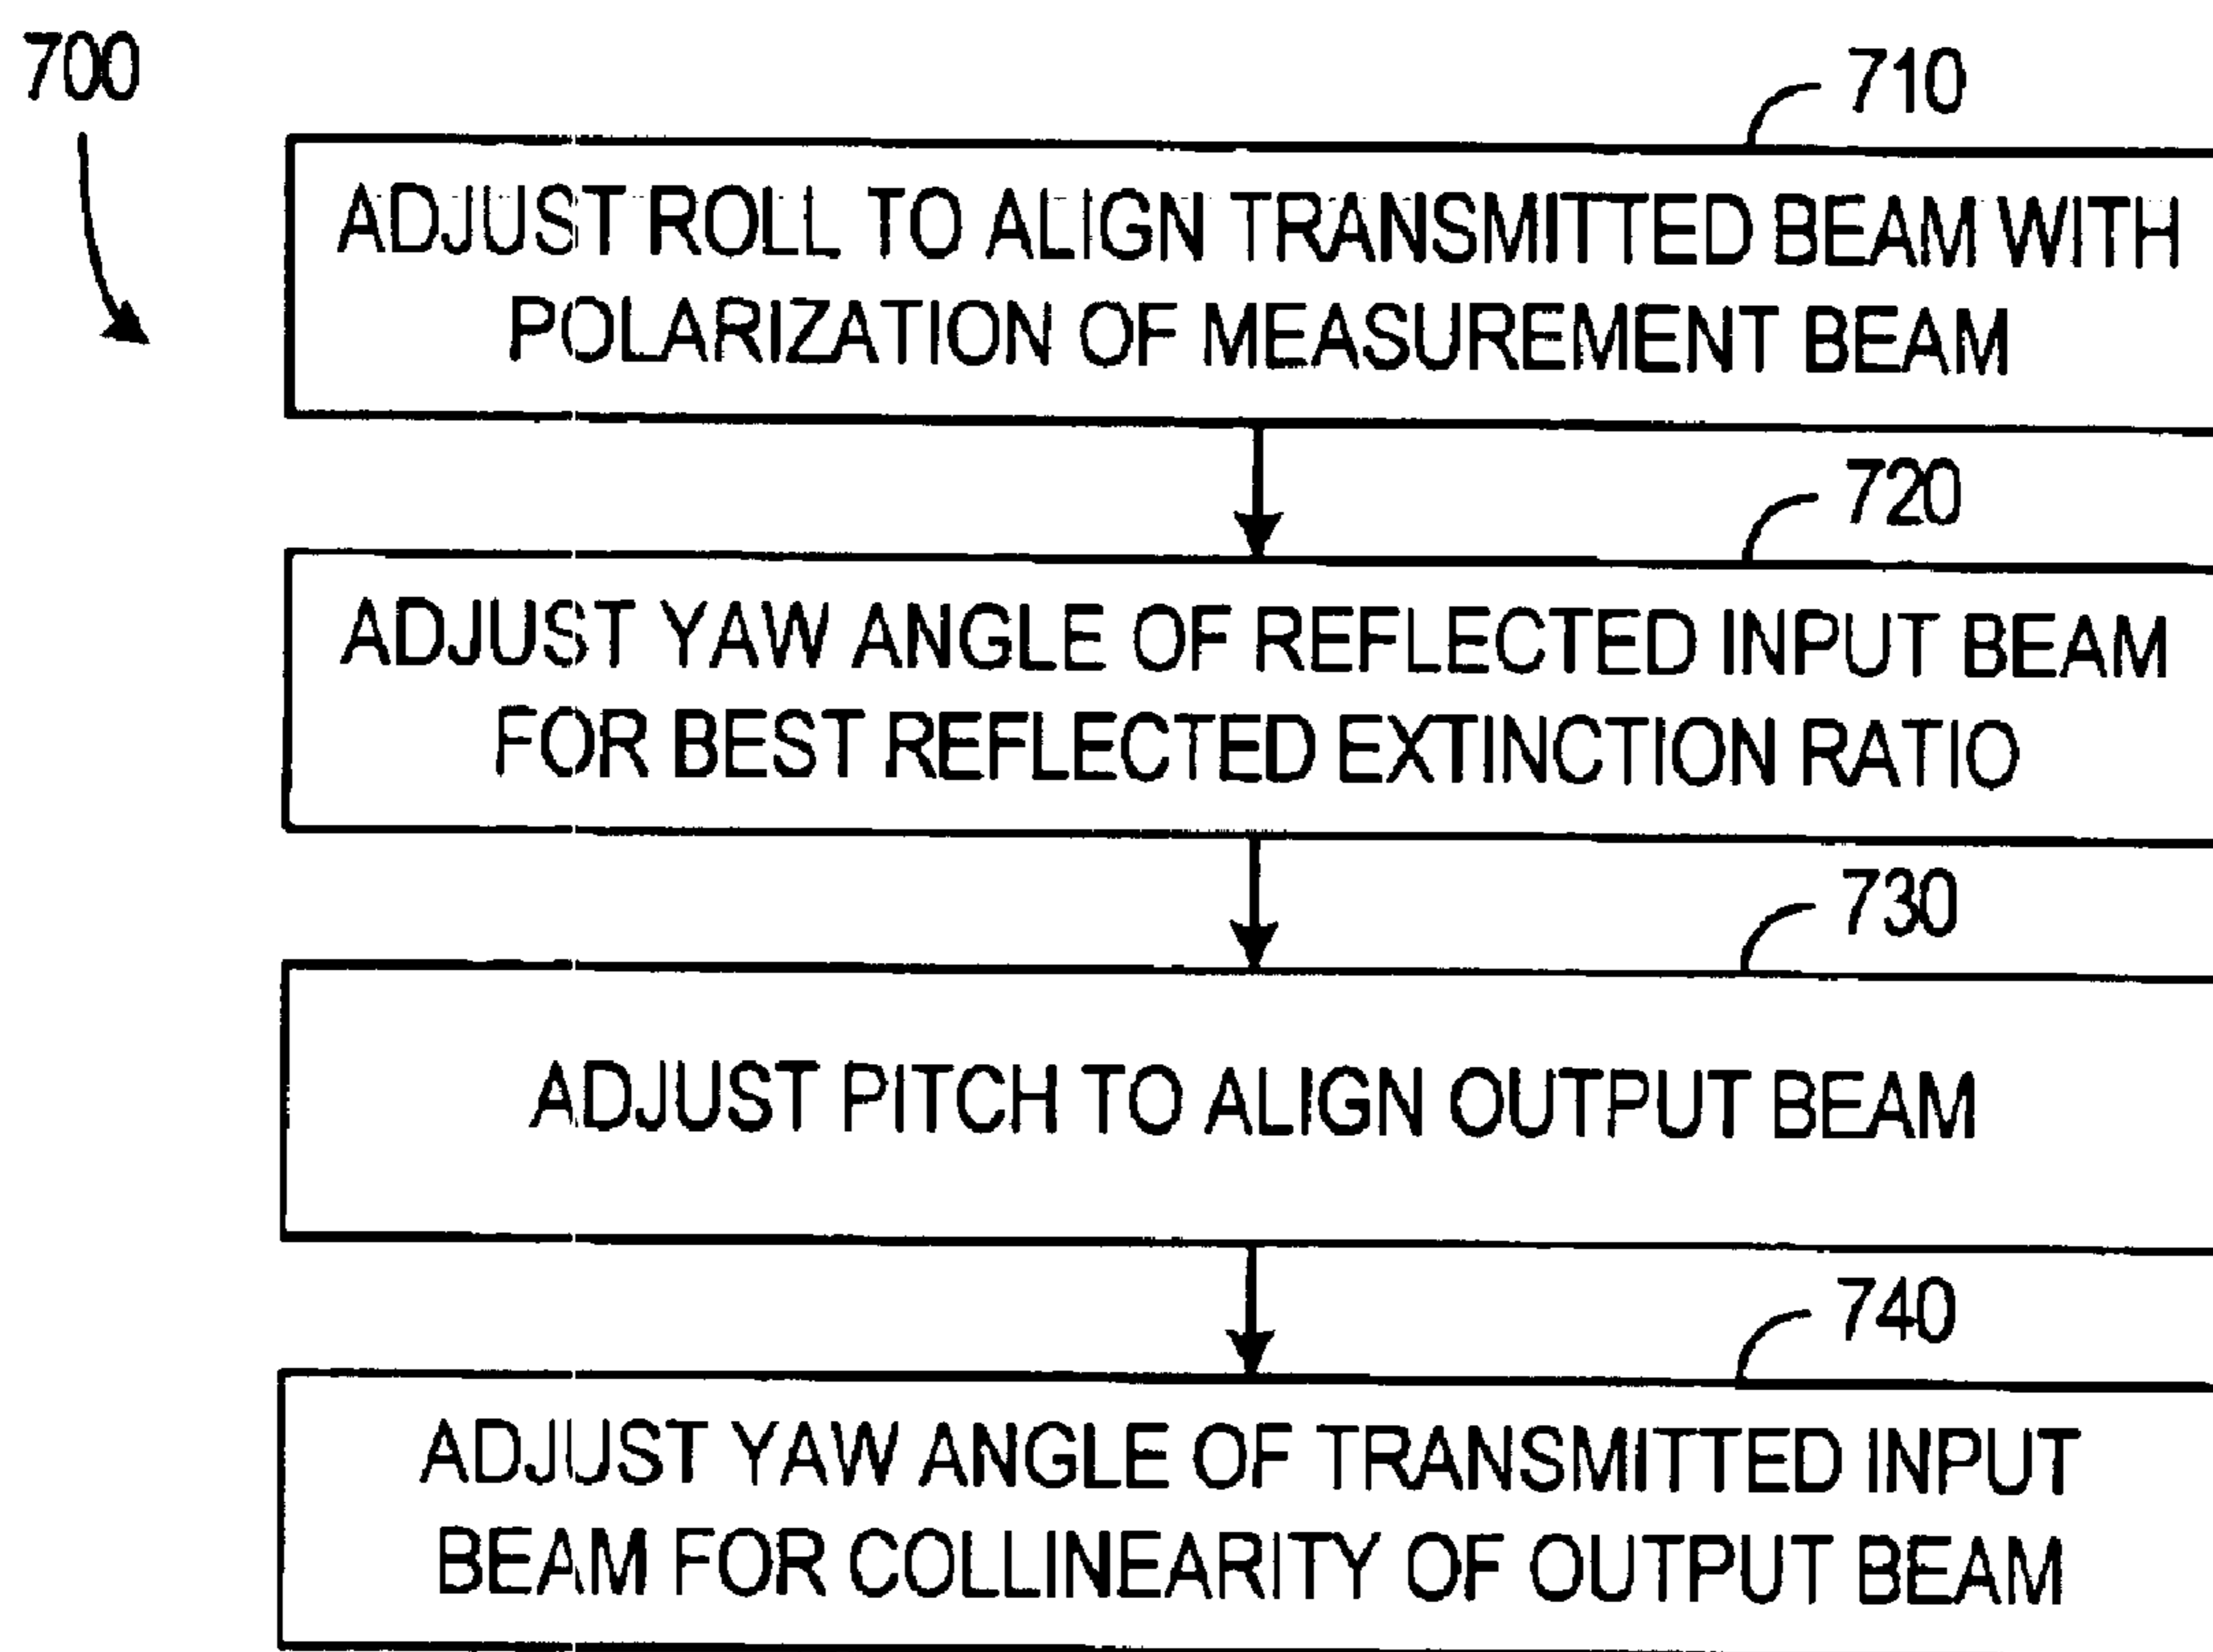 700
710
ADJUST ROLL TO ALIGN TRANSMITTED BEAM WITH
POLARIZATION OF MEASUREMENT BEAM
720
ADJUST YAW ANGLE OF REFLECTED INPUT BEAM
FOR BEST REFLECTED EXTINCTION RATIO
730
ADJUST PITCH TO ALIGN OUTPUT BEAM
740
ADJUST YAW ANGLE OF TRANSMITTED INPUT
BEAM FOR COLLINEARITY OF OUTPUT BEAM